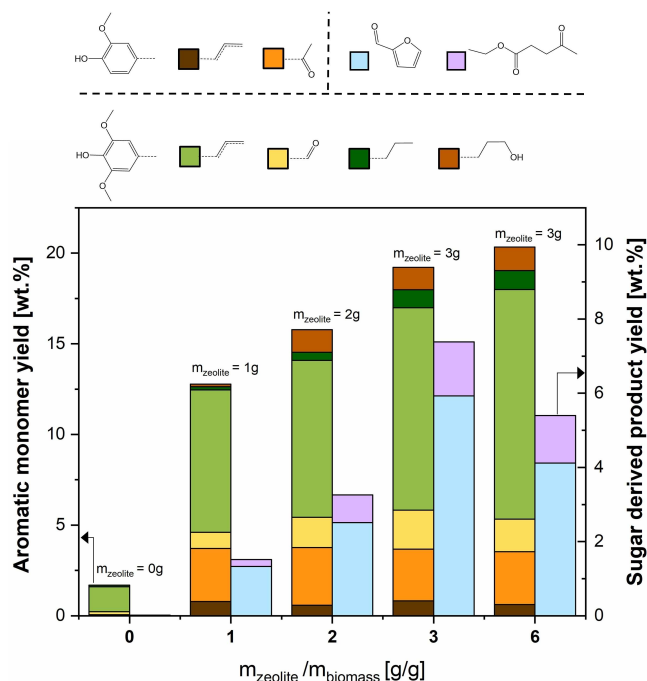 O
HO
O
O
O
O
O
O
O
O
HO
O
O
OH
m_zeolite = 3g
m_zeolite = 3g
m_zeolite = 2g
m_zeolite = 1g
m_zeolite = 0g
Aromatic monomer yield [wt.%]
20
15
10
5
0
Sugar derived product yield [wt.%]
10
8
6
4
2
0
0 1 2 3 6
m_zeolite /m_biomass [g/g]